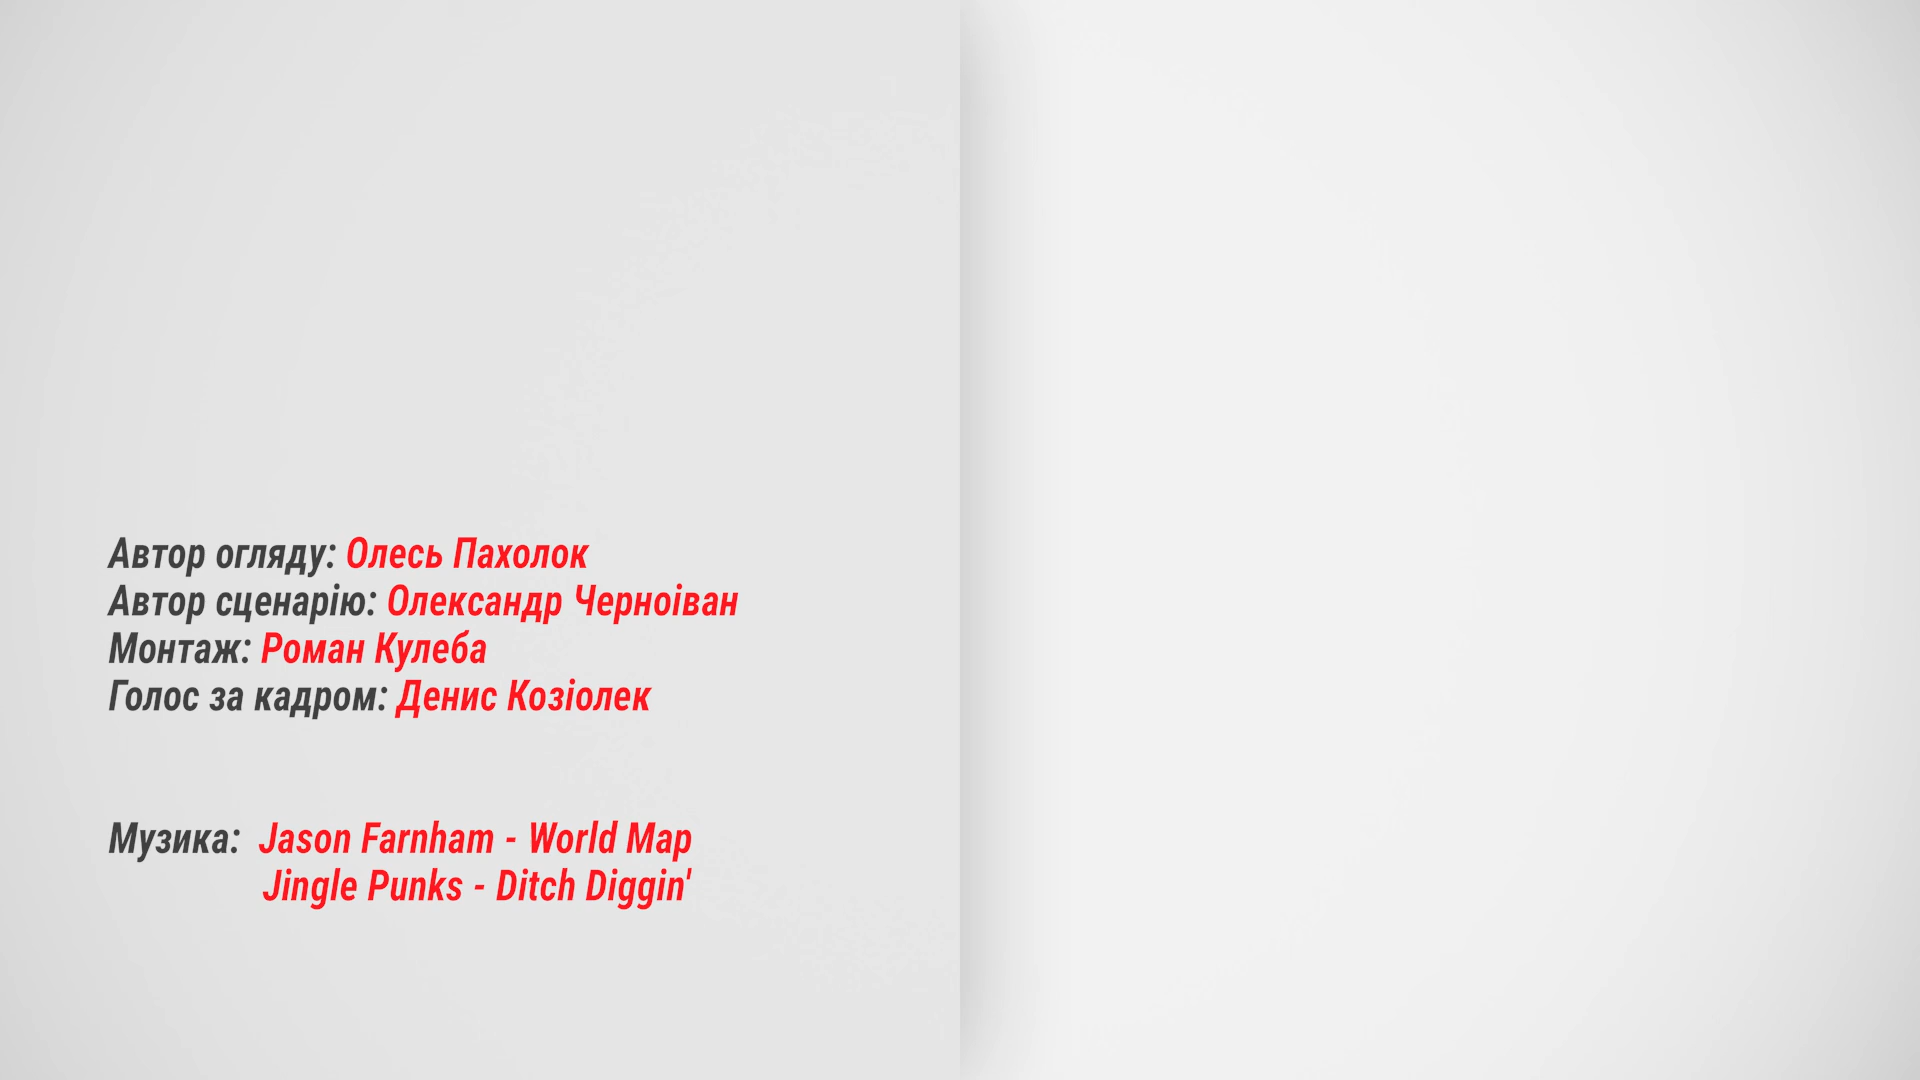 Автор огляду: Олесь Пахолок
Автор сценарію: Олександр Черноіван
Монтаж: Роман Кулеба
Голос за кадром: Денис Козіолек
Музика: Jason Farnham - World Map
Jingle Punks - Ditch Diggin'